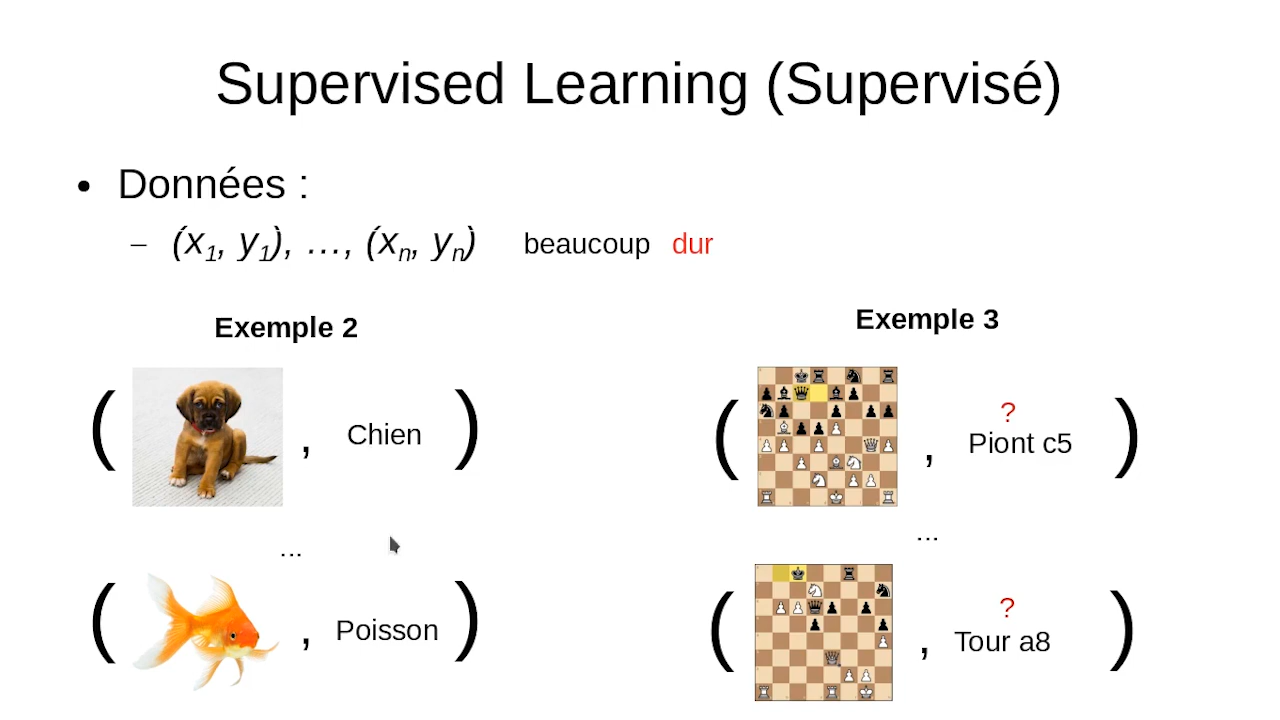 Supervised Learning (Supervisé)
• Données :
– (x1, y1), …, (xn, yn) beaucoup dur
Exemple 2
Exemple 3
( , Chien )
( , ? Piont c5 )
...
...
( , Poisson )
( , ? Tour a8 )